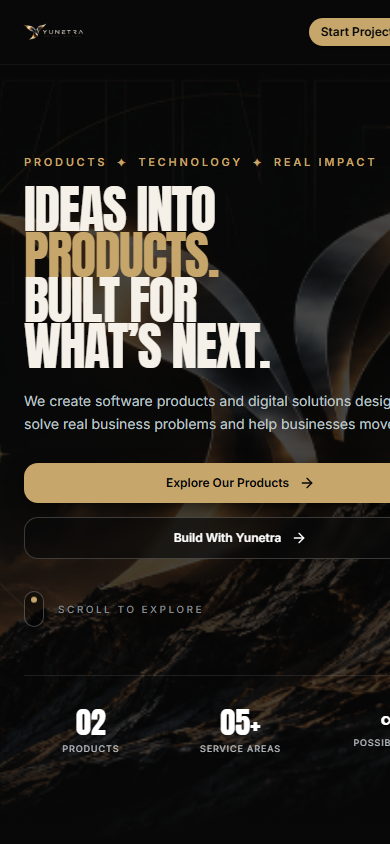 YUNETRA
Start Project
PRODUCTS ✦ TECHNOLOGY ✦ REAL IMPACT
IDEAS INTO
PRODUCTS.
BUILT FOR
WHAT'S NEXT.
We create software products and digital solutions desig
solve real business problems and help businesses move
Explore Our Products →
Build With Yunetra →
SCROLL TO EXPLORE
02 05+
PRODUCTS SERVICE AREAS POSSIB